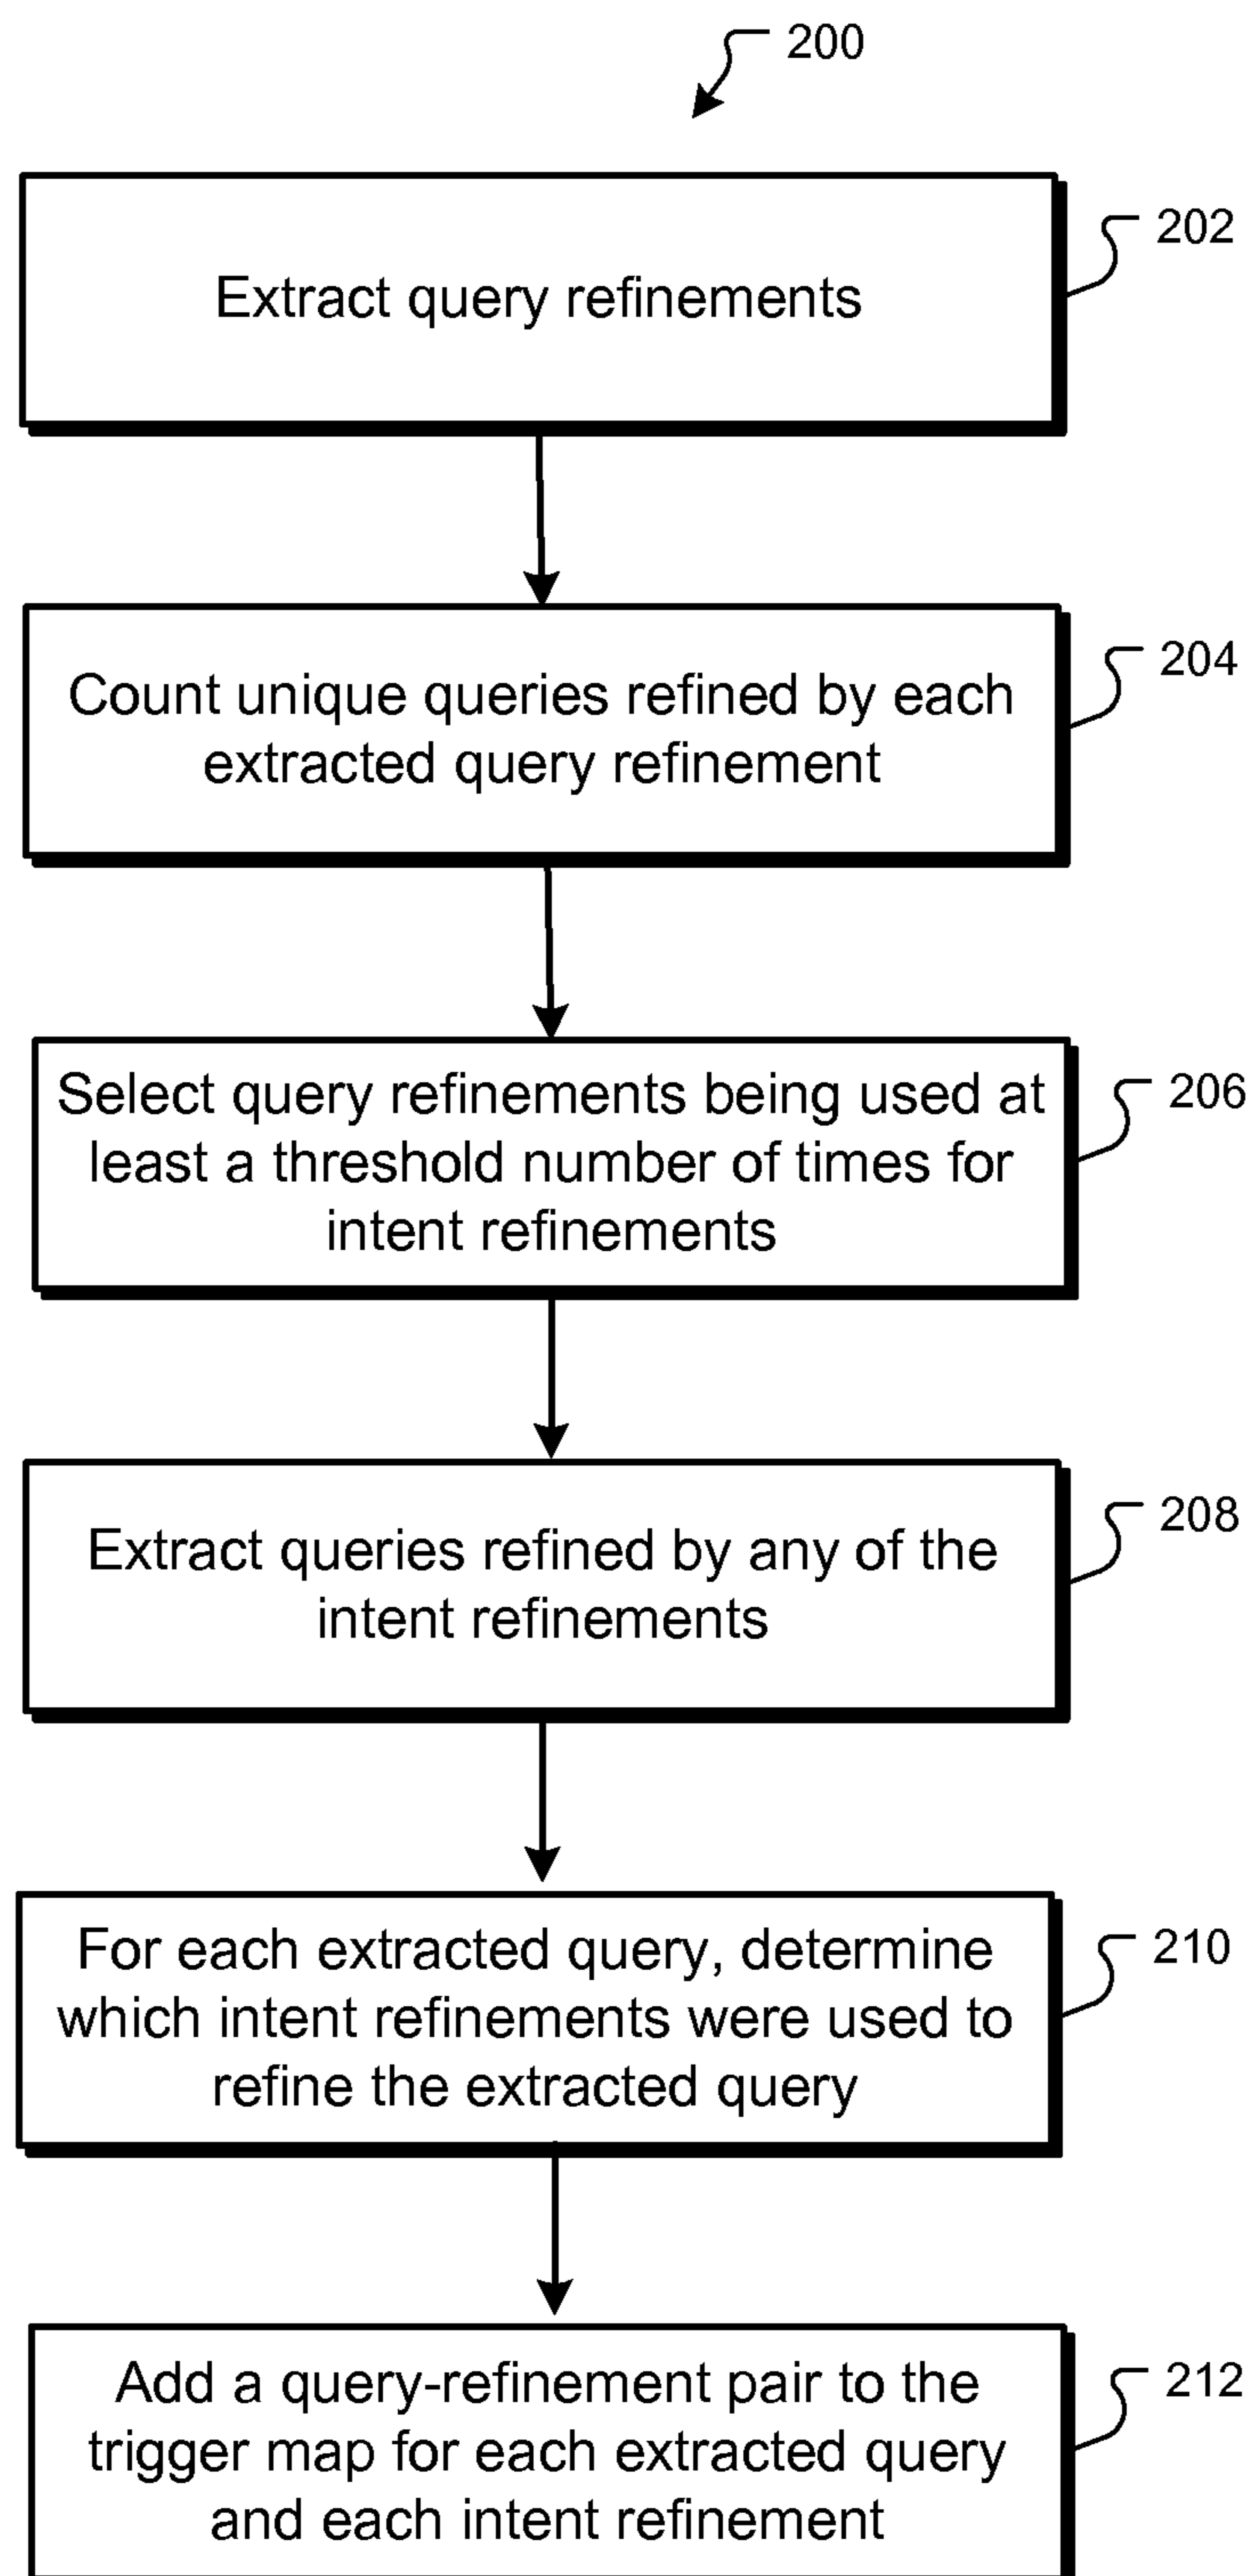 200
202
Extract query refinements
204
Count unique queries refined by each
extracted query refinement
206
Select query refinements being used at
least a threshold number of times for
intent refinements
208
Extract queries refined by any of the
intent refinements
210
For each extracted query, determine
which intent refinements were used to
refine the extracted query
212
Add a query-refinement pair to the
trigger map for each extracted query
and each intent refinement